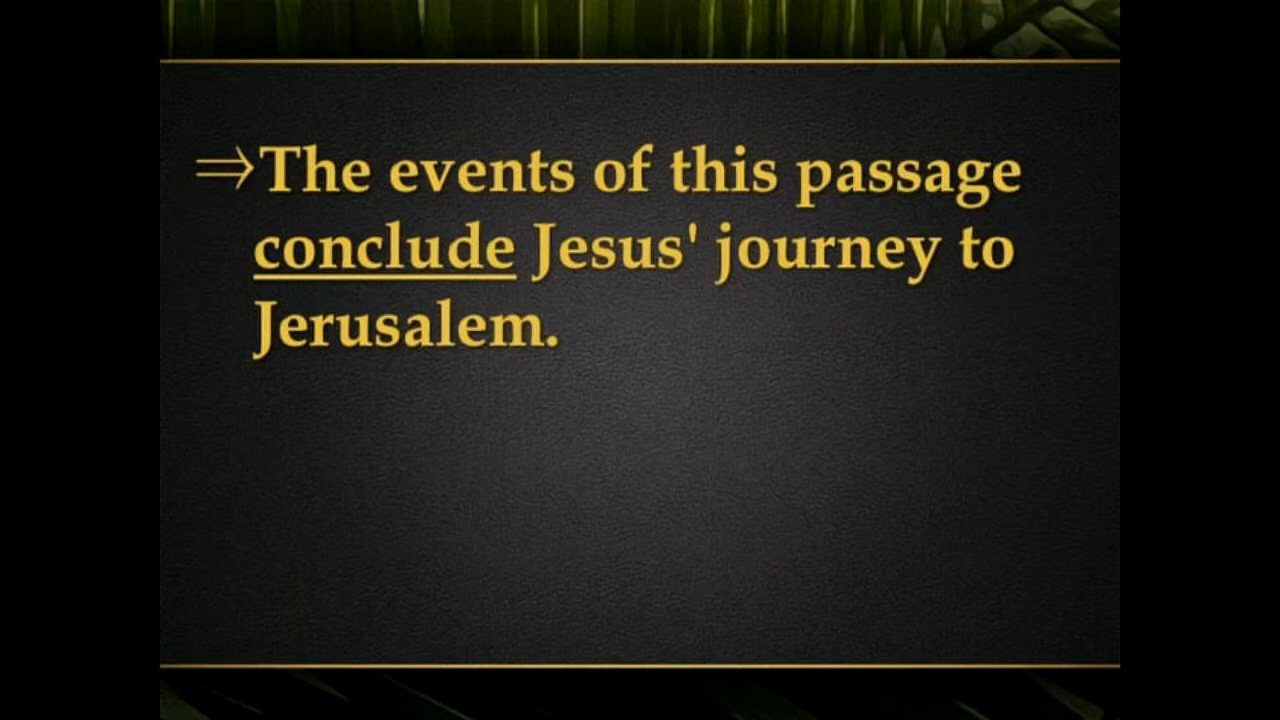 ⇒The events of this passage
conclude Jesus' journey to
Jerusalem.